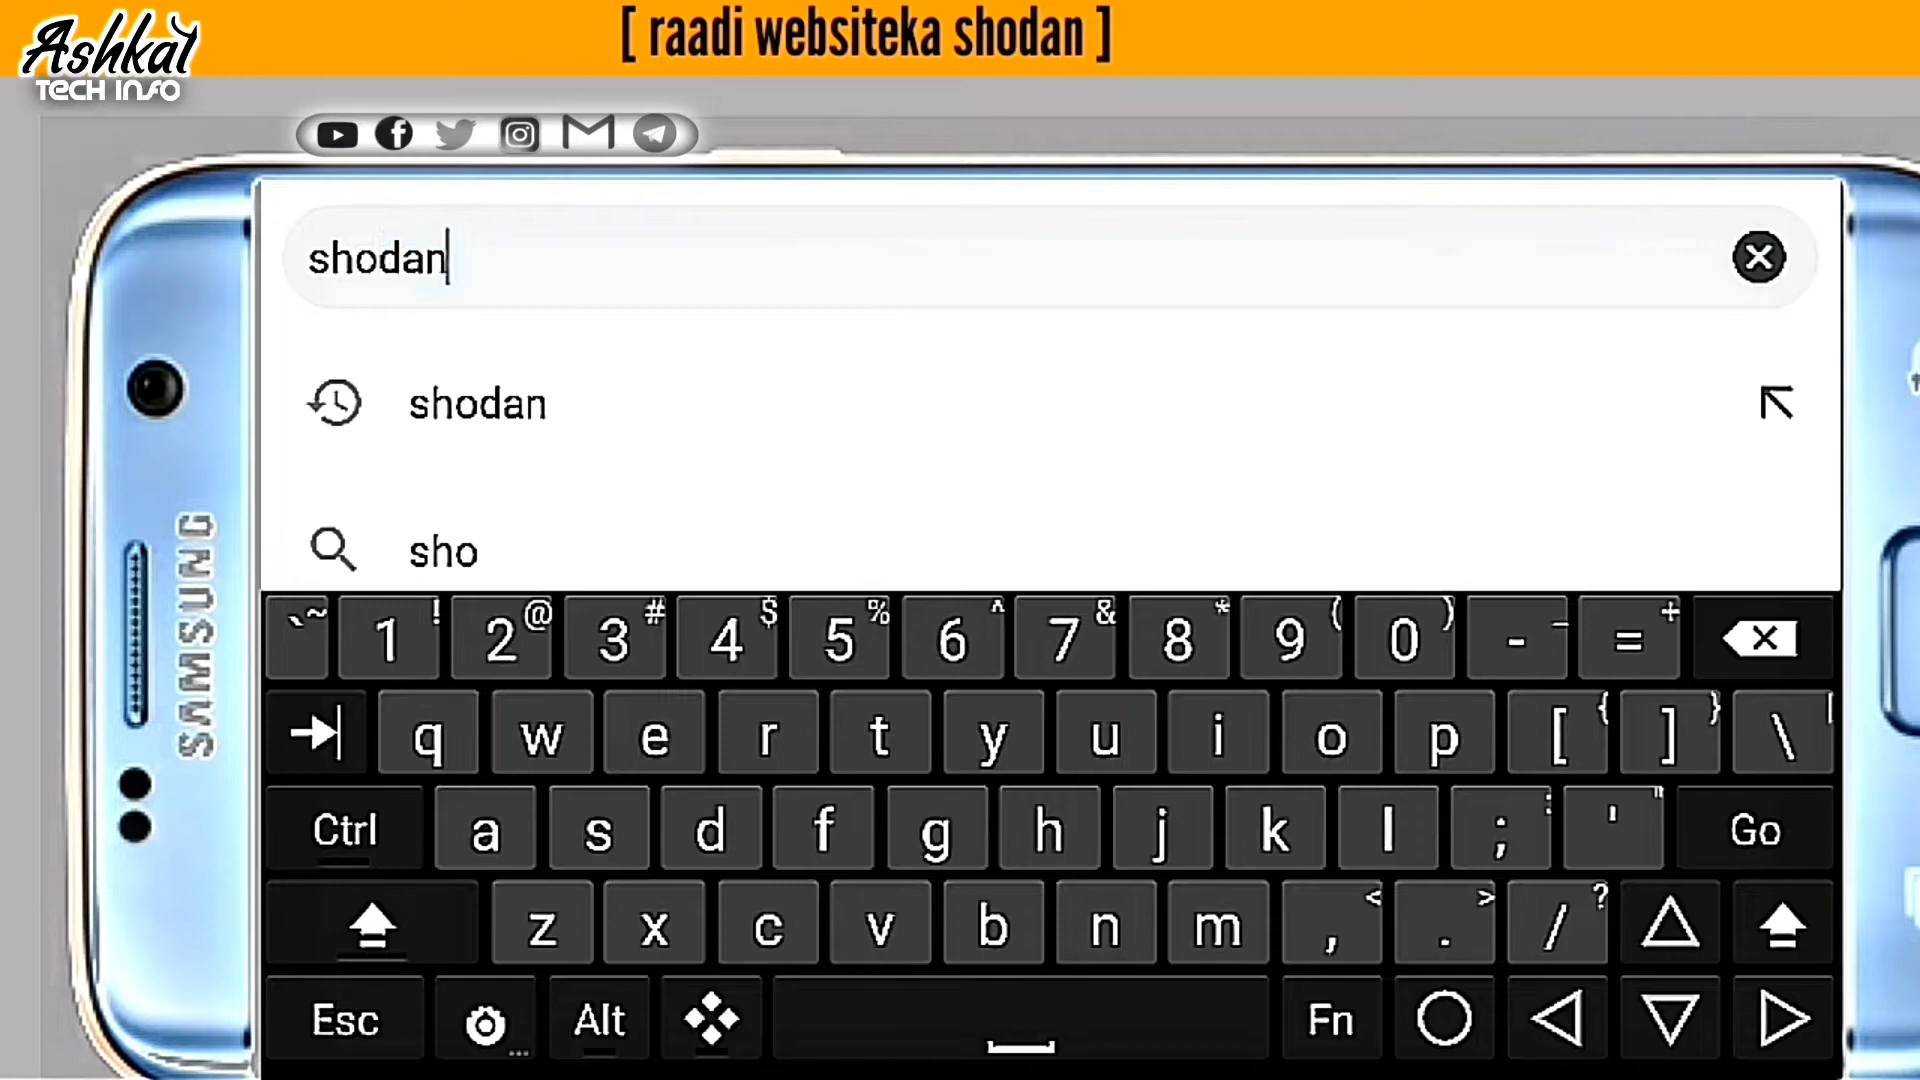 [ raadi websiteka shodan ]
Ashkal
TECH INFO
shodan
shodan
sho
SAMSUNG
` ~ 1 ! 2 @ 3 # 4 $ 5 % 6 ^ 7 & 8 * 9 ( 0 ) - _ = +
q w e r t y u i o p [ { ] } \ |
Ctrl a s d f g h j k l ; : ' " Go
z x c v b n m , < . > / ?
Esc Alt Fn